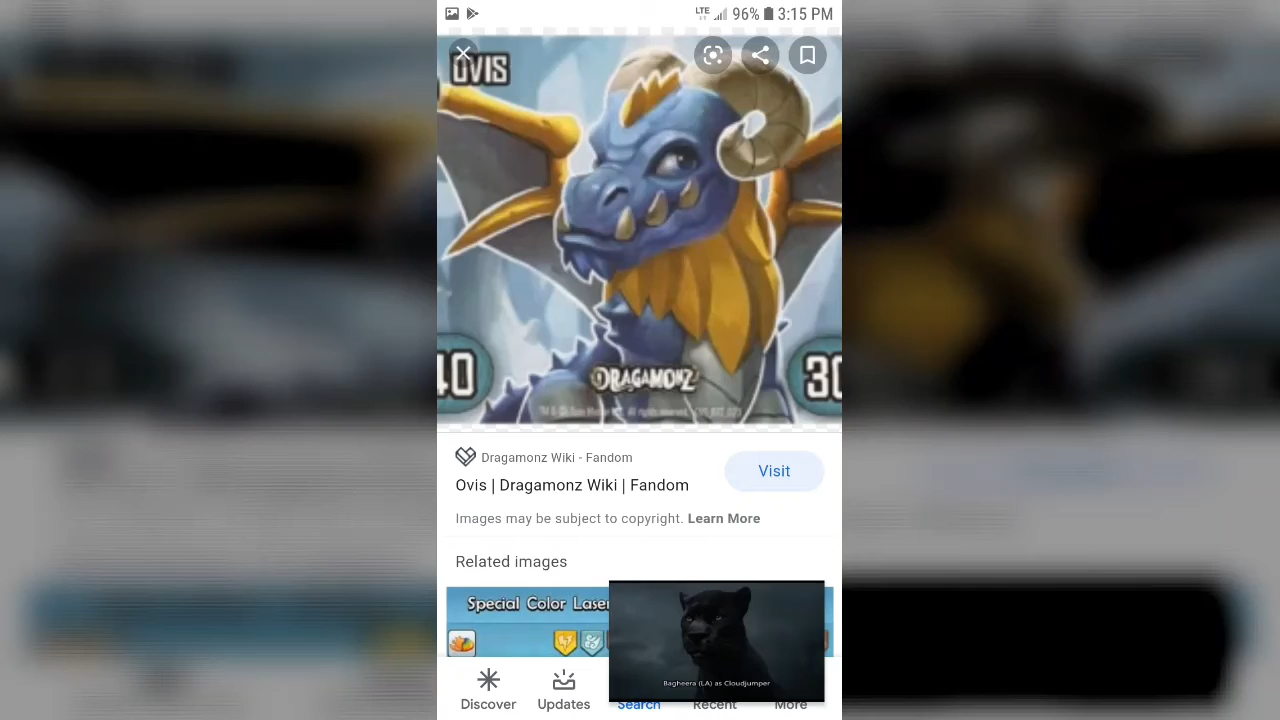 LTE 96% 3:15 PM
OVIS
40
30
DRAGAMONZ
Dragamonz Wiki - Fandom
Visit
Ovis | Dragamonz Wiki | Fandom
Images may be subject to copyright. Learn More
Related images
Special Color Laser
Bagheera (LA) as Cloudjumper
Discover Updates Search Recent More